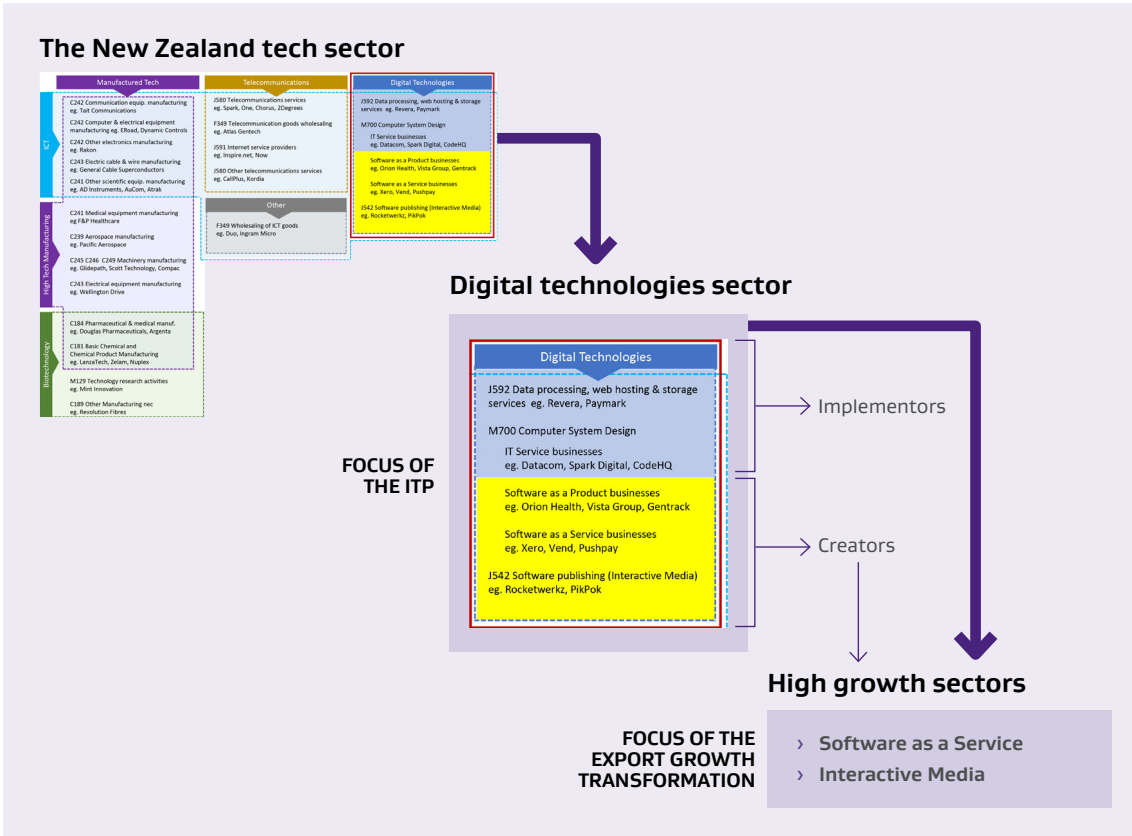 The New Zealand tech sector
Manufactured Tech
ICT
C242 Communication equip. manufacturing
eg. Tait Communications
C242 Computer & electrical equipment
manufacturing eg. ERoad, Dynamic Controls
C242 Other electronics manufacturing
eg. Rakon
C243 Electric cable & wire manufacturing
eg. General Cable Superconductors
C241 Other scientific equip. manufacturing
eg. AD Instruments, AuCom, Atrak
High Tech Manufacturing
C241 Medical equipment manufacturing
eg F&P Healthcare
C239 Aerospace manufacturing
eg. Pacific Aerospace
C245 C246 C249 Machinery manufacturing
eg. Glidepath, Scott Technology, Compac
C243 Electrical equipment manufacturing
eg. Wellington Drive
Biotechnology
C184 Pharmaceutical & medical manuf.
eg. Douglas Pharmaceuticals, Argenta
C181 Basic Chemical and
Chemical Product Manufacturing
eg. LanzaTech, Zelam, Nuplex
M129 Technology research activities
eg. Mint Innovation
C189 Other Manufacturing nec
eg. Revolution Fibres
Telecommunications
J580 Telecommunications services
eg. Spark, One, Chorus, 2Degrees
F349 Telecommunication goods wholesaling
eg. Atlas Gentech
J591 Internet service providers
eg. Inspire.net, Now
J580 Other telecommunications services
eg. CallPlus, Kordia
Other
F349 Wholesaling of ICT goods
eg. Duo, Ingram Micro
Digital Technologies
J592 Data processing, web hosting & storage
services eg. Revera, Paymark
M700 Computer System Design
IT Service businesses
eg. Datacom, Spark Digital, CodeHQ
Software as a Product businesses
eg. Orion Health, Vista Group, Gentrack
Software as a Service businesses
eg. Xero, Vend, Pushpay
J542 Software publishing (Interactive Media)
eg. Rocketwerkz, PikPok
Digital technologies sector
FOCUS OF
THE ITP
Digital Technologies
J592 Data processing, web hosting & storage
services eg. Revera, Paymark
M700 Computer System Design
IT Service businesses
eg. Datacom, Spark Digital, CodeHQ
Software as a Product businesses
eg. Orion Health, Vista Group, Gentrack
Software as a Service businesses
eg. Xero, Vend, Pushpay
J542 Software publishing (Interactive Media)
eg. Rocketwerkz, PikPok
Implementors
Creators
High growth sectors
FOCUS OF THE
EXPORT GROWTH
TRANSFORMATION
› Software as a Service
› Interactive Media